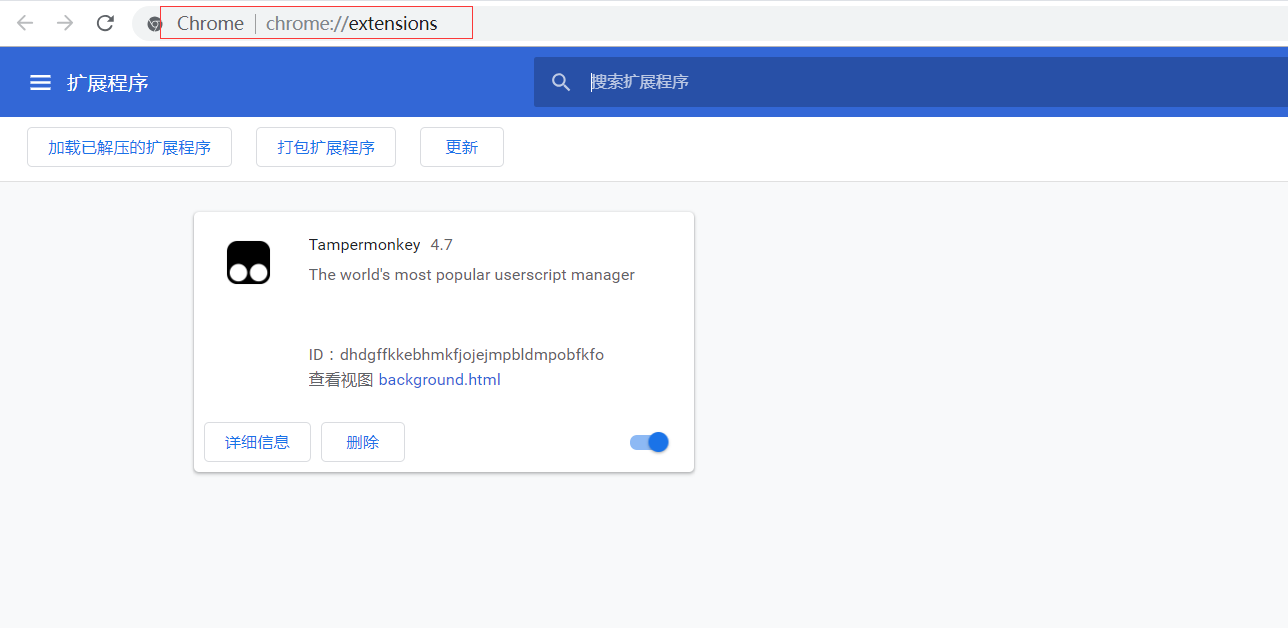 Chrome | chrome://extensions
扩展程序 搜索扩展程序
加载已解压的扩展程序 打包扩展程序 更新
Tampermonkey 4.7
The world's most popular userscript manager
ID：dhdgffkkebhmkfjojejmpbldmpobfkfo
查看视图 background.html
详细信息 删除